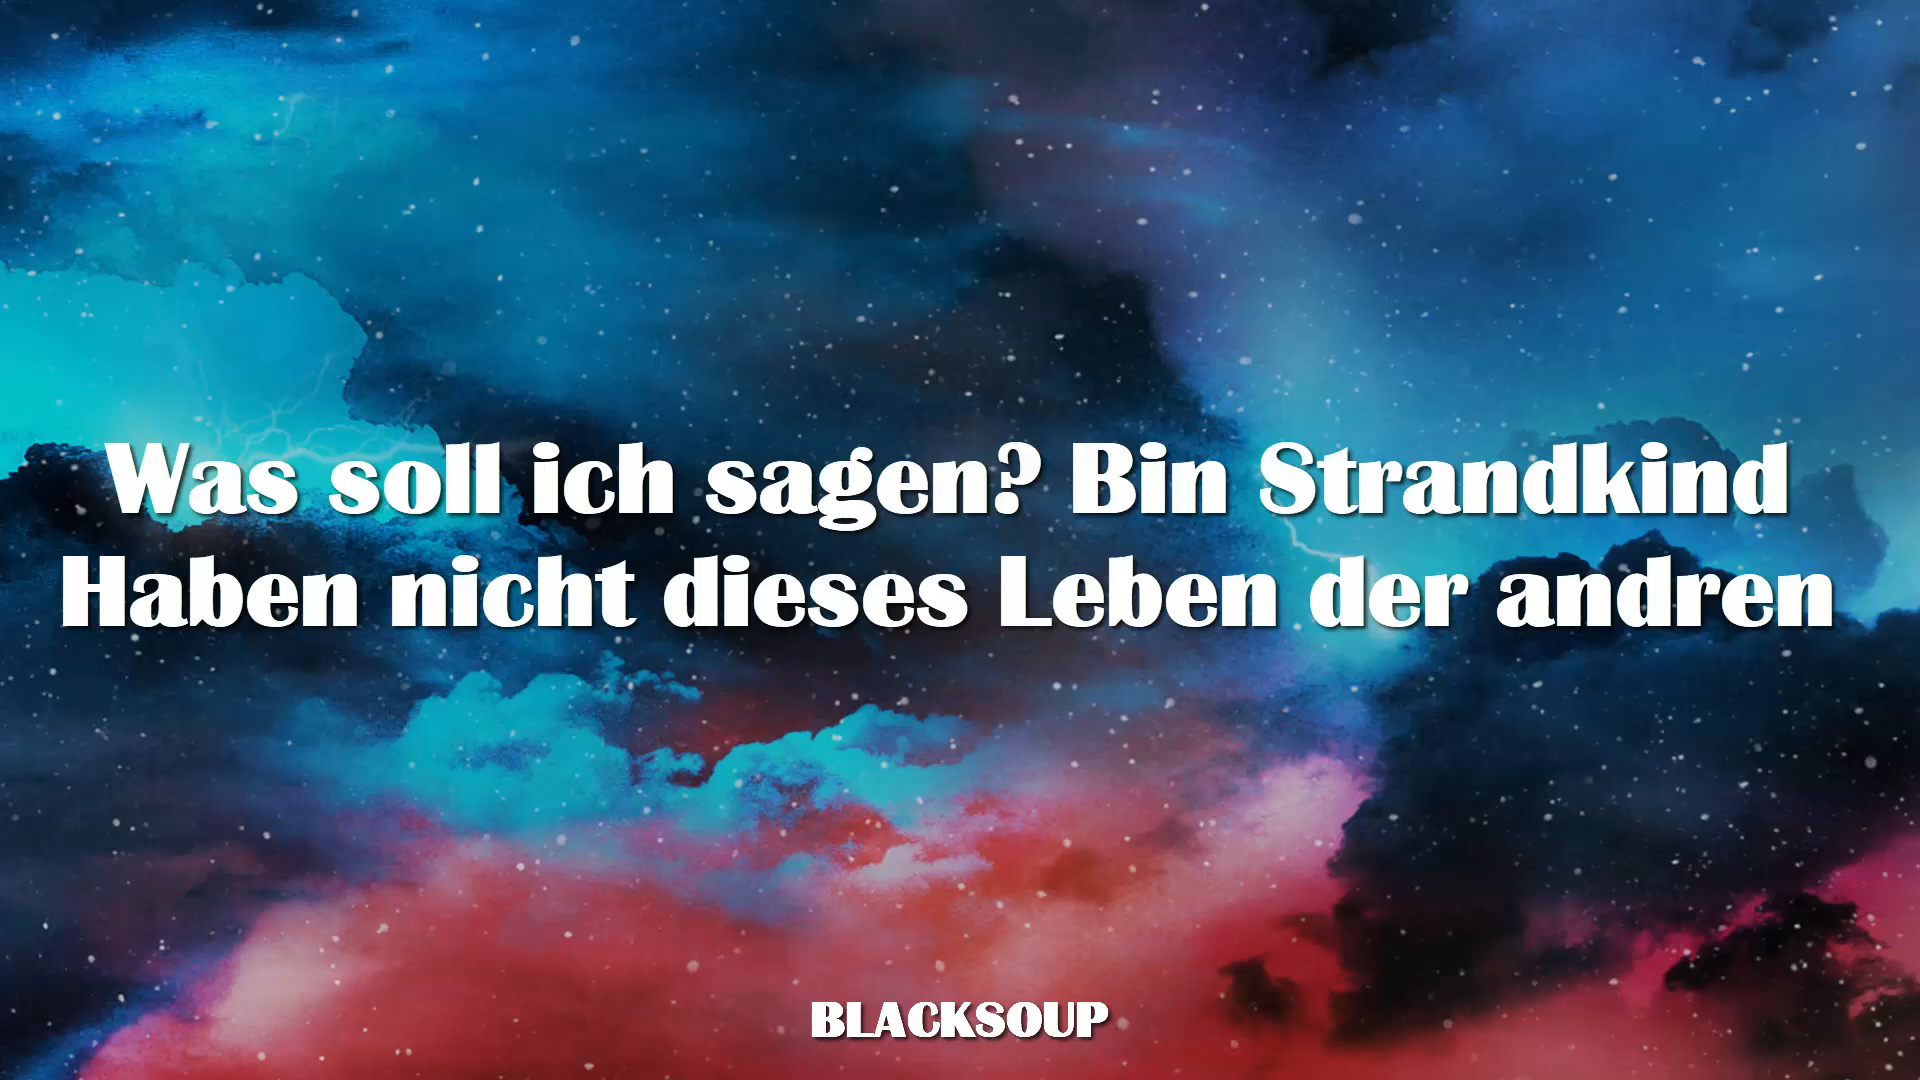 Was soll ich sagen? Bin Strandkind
Haben nicht dieses Leben der andren
BLACKSOUP